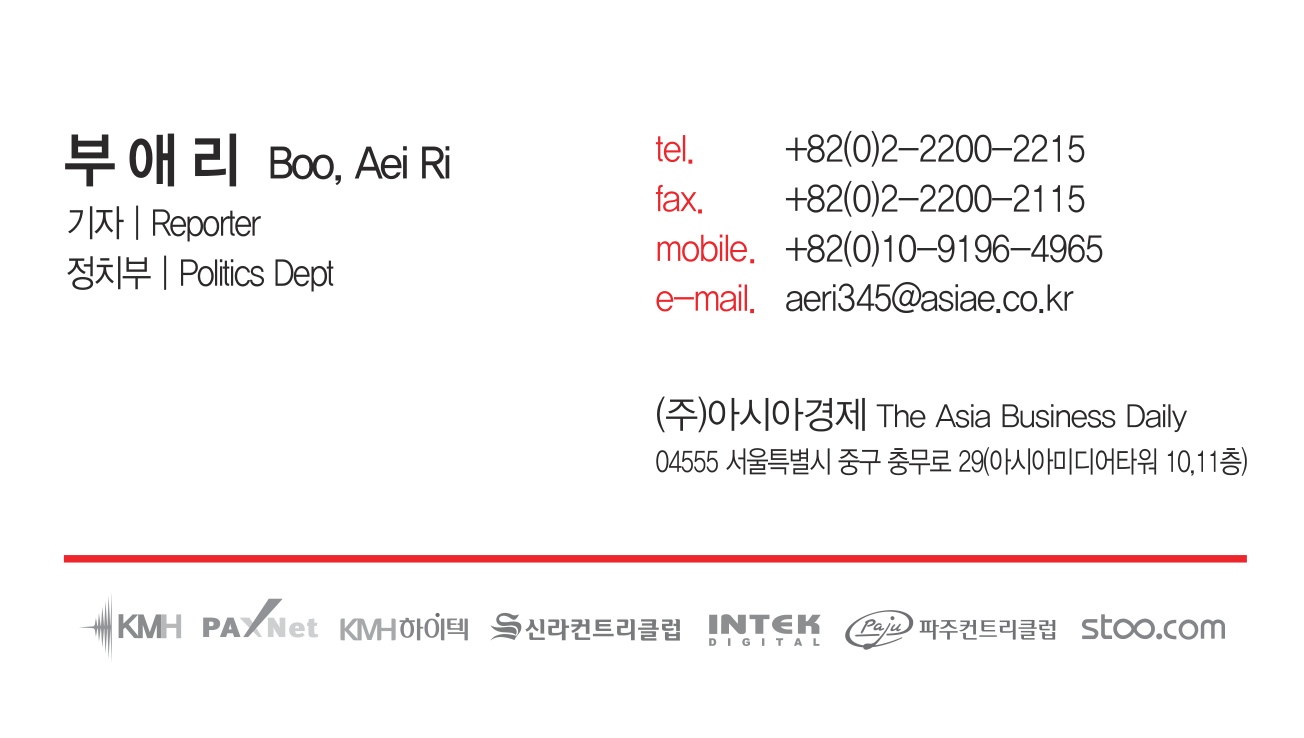 부 애 리 Boo, Aei Ri
기자 | Reporter
정치부 | Politics Dept
tel. +82(0)2-2200-2215
fax. +82(0)2-2200-2115
mobile. +82(0)10-9196-4965
e-mail. aeri345@asiae.co.kr
(주)아시아경제 The Asia Business Daily
04555 서울특별시 중구 충무로 29(아시아미디어타워 10,11층)
KMH PAXNet KMH하이텍 S신라컨트리클럽 INTEK DIGITAL Paju 파주컨트리클럽 stoo.com